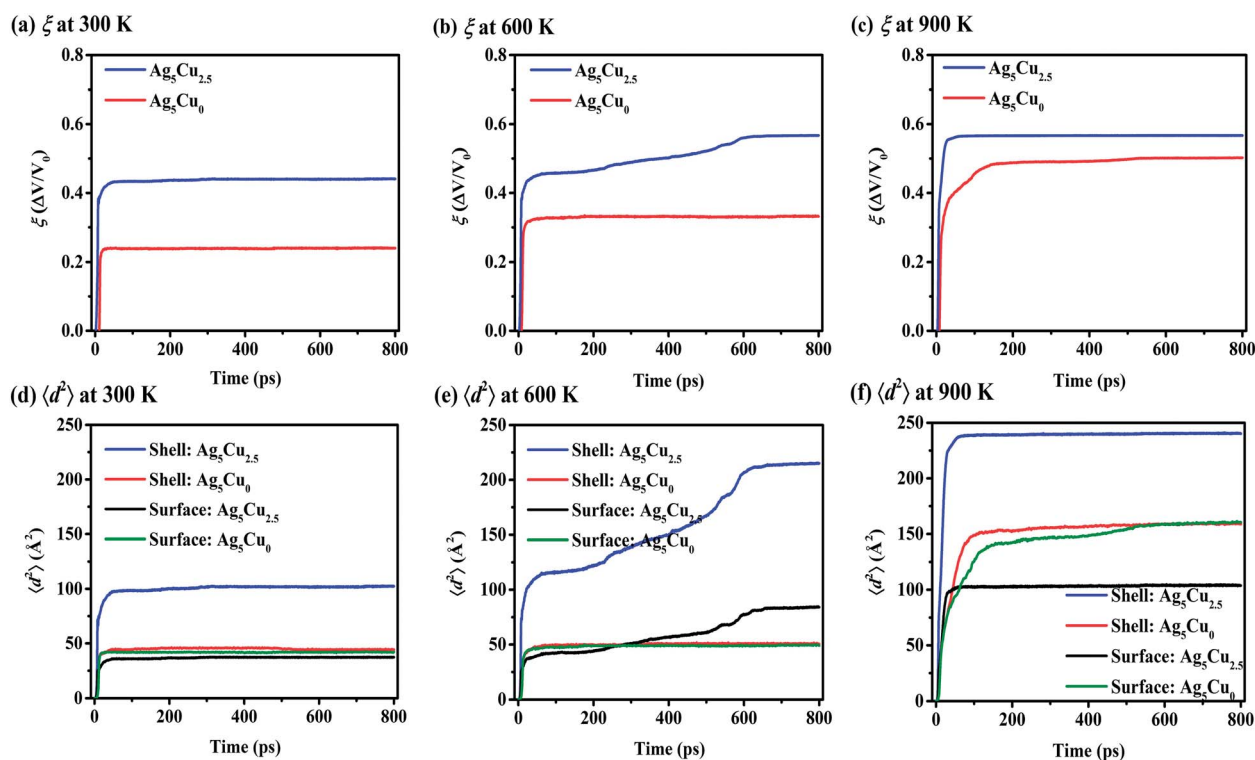 (a) ξ at 300 K
0.8
0.6
0.4
0.2
0.0
ξ (ΔV/V₀)
Ag₅Cu₂.₅
Ag₅Cu₀
0 200 400 600 800
Time (ps)
(b) ξ at 600 K
0.8
0.6
0.4
0.2
0.0
ξ (ΔV/V₀)
Ag₅Cu₂.₅
Ag₅Cu₀
0 200 400 600 800
Time (ps)
(c) ξ at 900 K
0.8
0.6
0.4
0.2
0.0
ξ (ΔV/V₀)
Ag₅Cu₂.₅
Ag₅Cu₀
0 200 400 600 800
Time (ps)
(d) ⟨d²⟩ at 300 K
250
200
150
100
50
0
⟨d²⟩ (Å²)
Shell: Ag₅Cu₂.₅
Shell: Ag₅Cu₀
Surface: Ag₅Cu₂.₅
Surface: Ag₅Cu₀
0 200 400 600 800
Time (ps)
(e) ⟨d²⟩ at 600 K
250
200
150
100
50
0
⟨d²⟩ (Å²)
Shell: Ag₅Cu₂.₅
Shell: Ag₅Cu₀
Surface: Ag₅Cu₂.₅
Surface: Ag₅Cu₀
0 200 400 600 800
Time (ps)
(f) ⟨d²⟩ at 900 K
250
200
150
100
50
0
⟨d²⟩ (Å²)
Shell: Ag₅Cu₂.₅
Shell: Ag₅Cu₀
Surface: Ag₅Cu₂.₅
Surface: Ag₅Cu₀
0 200 400 600 800
Time (ps)